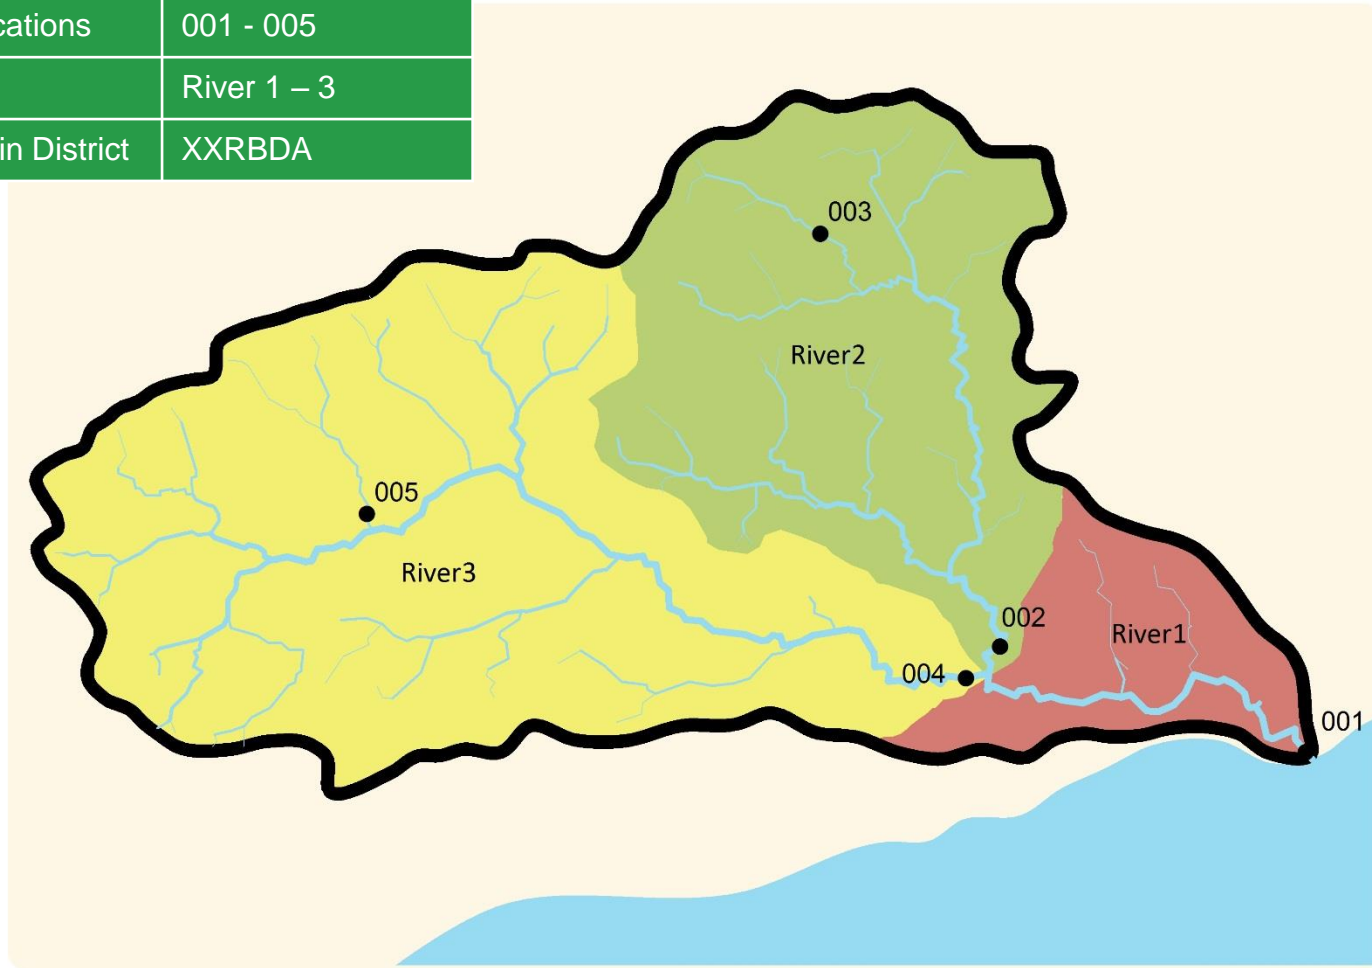 cations 001 - 005
River 1 – 3
in District XXRBDA
003
River2
005
River3
002
River1
004
001